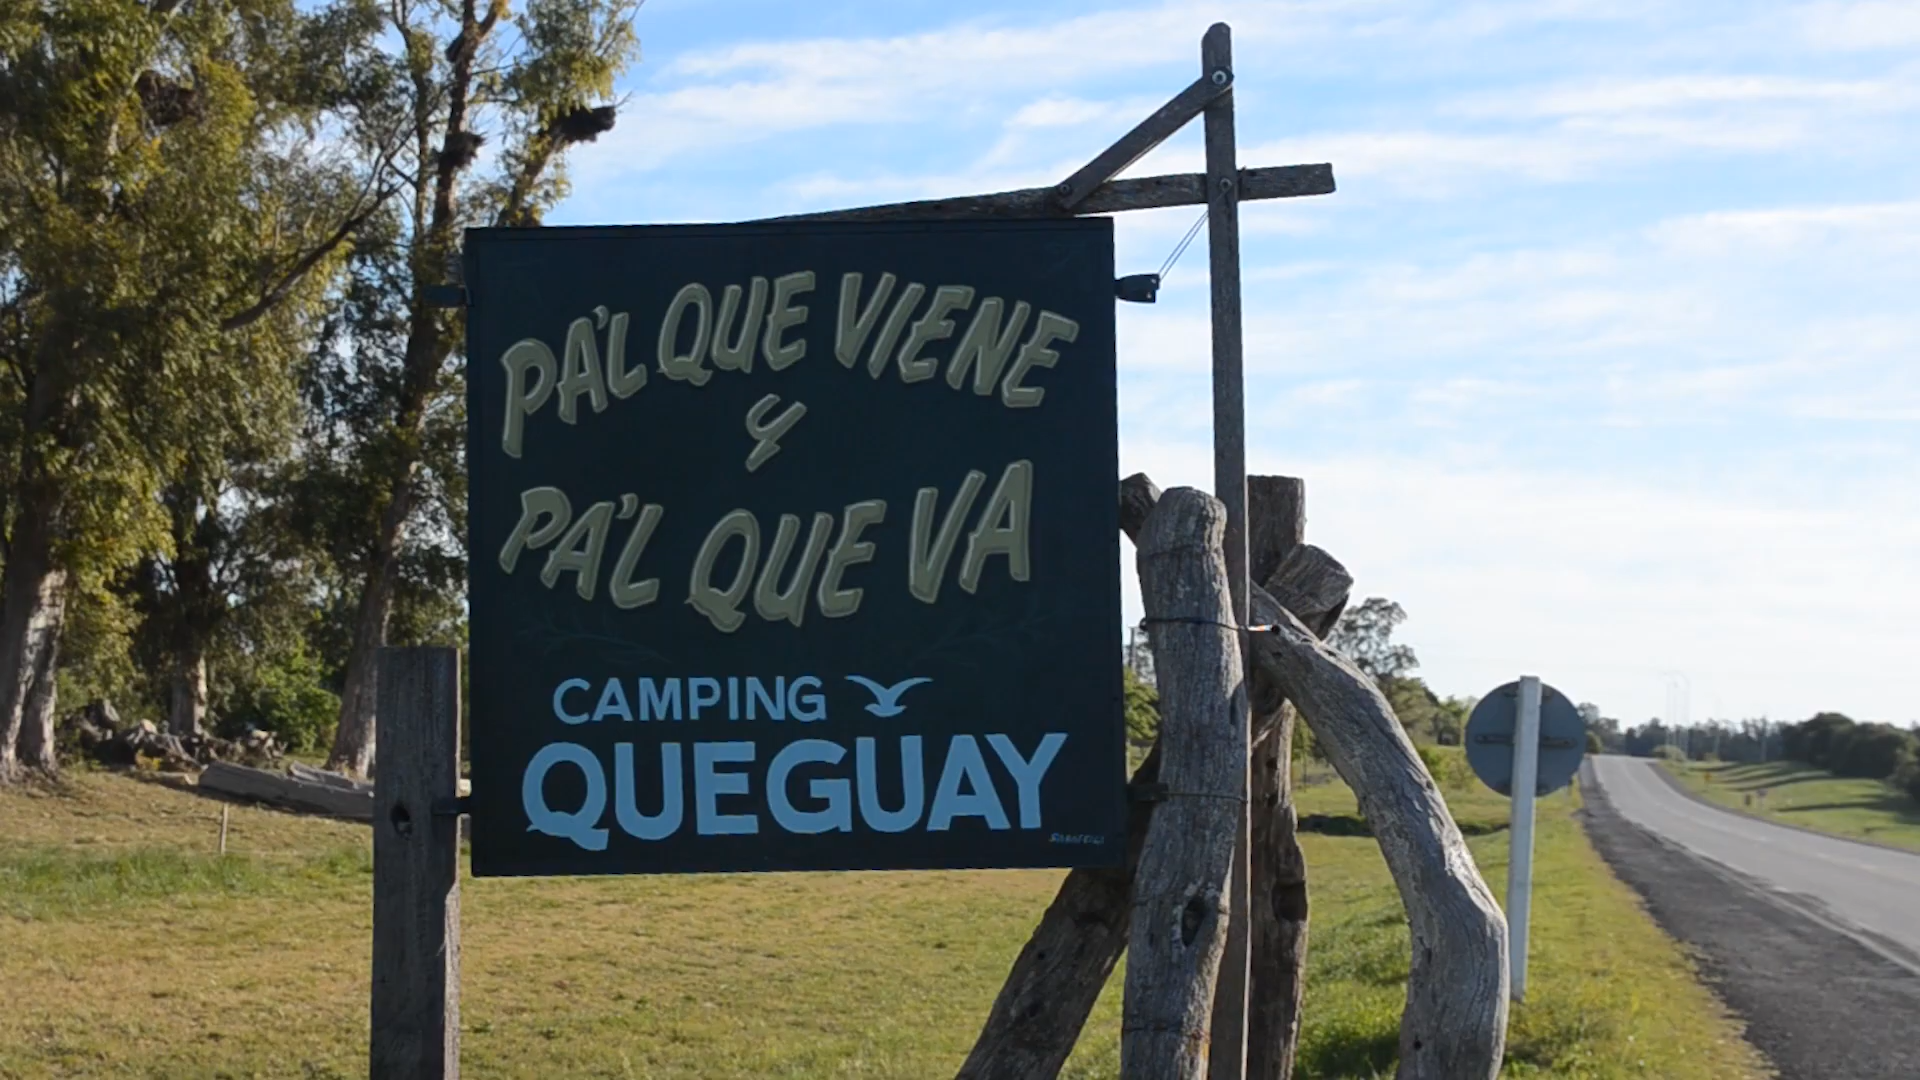 PA'L QUE VIENE
Y
PA'L QUE VA
CAMPING
QUEGUAY